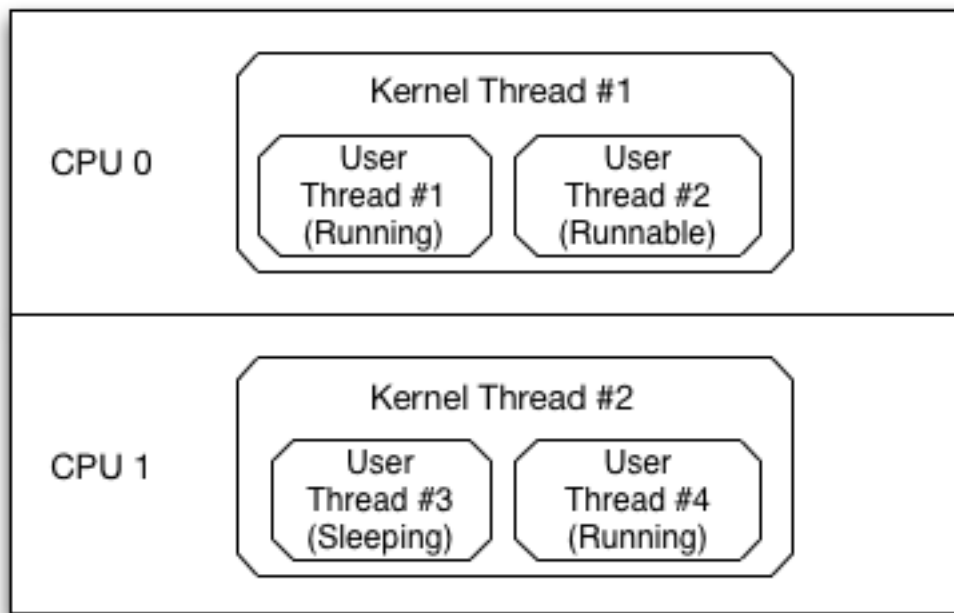 Kernel Thread #1
CPU 0
User
Thread #1
(Running)
User
Thread #2
(Runnable)
Kernel Thread #2
CPU 1
User
Thread #3
(Sleeping)
User
Thread #4
(Running)